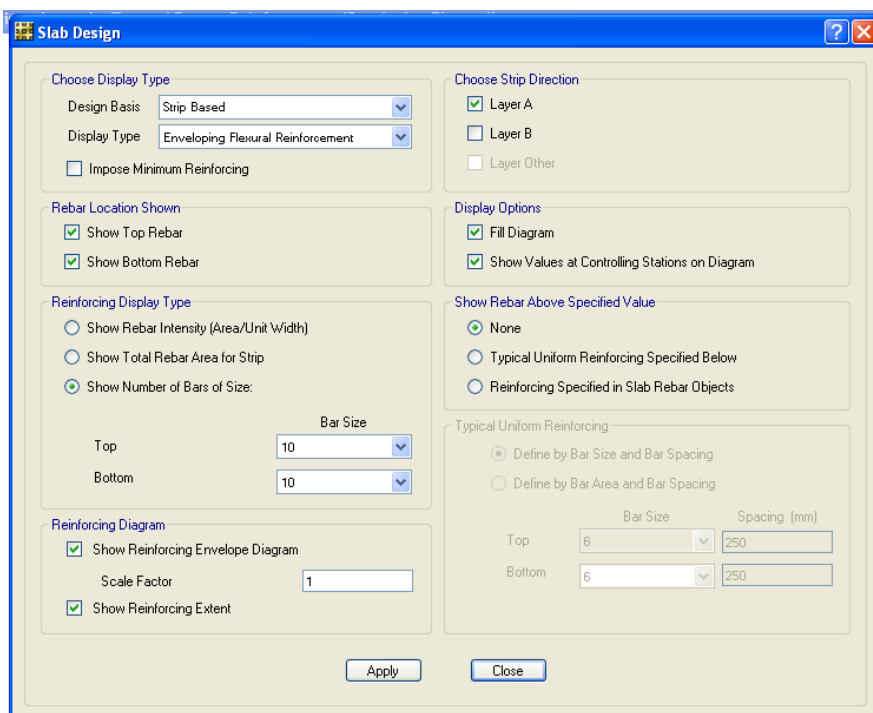 Slab Design
Choose Display Type
Design Basis Strip Based
Display Type Enveloping Flexural Reinforcement
Impose Minimum Reinforcing
Rebar Location Shown
Show Top Rebar
Show Bottom Rebar
Reinforcing Display Type
Show Rebar Intensity (Area/Unit Width)
Show Total Rebar Area for Strip
Show Number of Bars of Size:
Bar Size
Top 10
Bottom 10
Reinforcing Diagram
Show Reinforcing Envelope Diagram
Scale Factor 1
Show Reinforcing Extent
Choose Strip Direction
Layer A
Layer B
Layer Other
Display Options
Fill Diagram
Show Values at Controlling Stations on Diagram
Show Rebar Above Specified Value
None
Typical Uniform Reinforcing Specified Below
Reinforcing Specified in Slab Rebar Objects
Typical Uniform Reinforcing
Define by Bar Size and Bar Spacing
Define by Bar Area and Bar Spacing
Bar Size Spacing (mm)
Top 6 250
Bottom 6 250
Apply Close